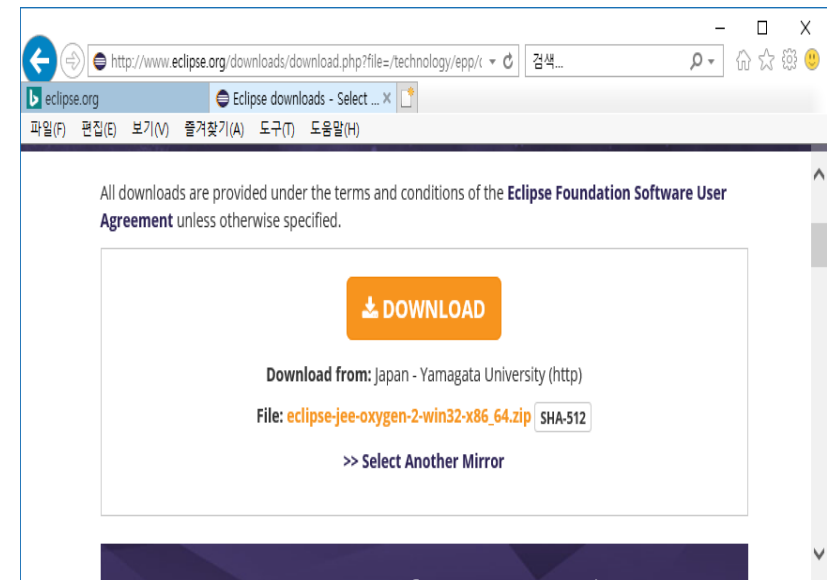 http://www.eclipse.org/downloads/download.php?file=/technology/epp/
검색...
eclipse.org
Eclipse downloads - Select ...
파일(F) 편집(E) 보기(V) 즐겨찾기(A) 도구(T) 도움말(H)
All downloads are provided under the terms and conditions of the Eclipse Foundation Software User
Agreement unless otherwise specified.
DOWNLOAD
Download from: Japan - Yamagata University (http)
File: eclipse-jee-oxygen-2-win32-x86_64.zip SHA-512
>> Select Another Mirror